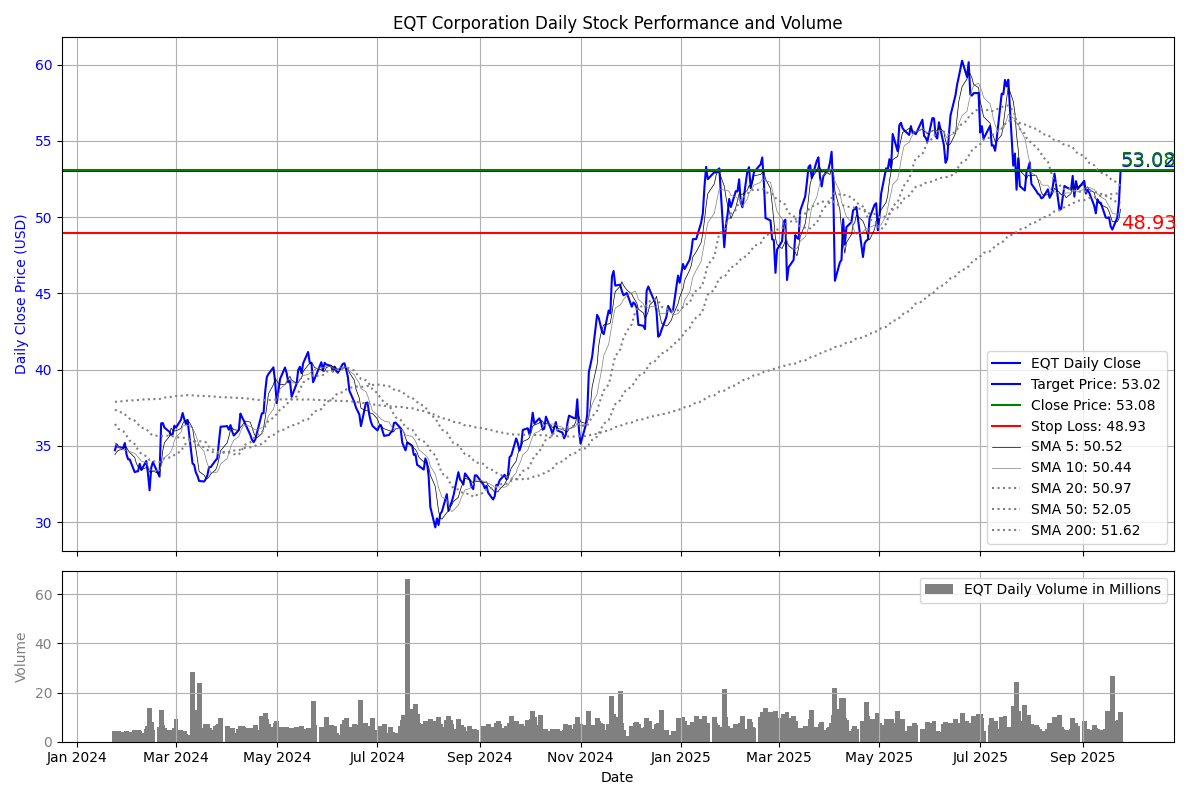 EQT Corporation Daily Stock Performance and Volume
Daily Close Price (USD)
60
55
50
45
40
35
30
53.08
53.02
48.93
EQT Daily Close
Target Price: 53.02
Close Price: 53.08
Stop Loss: 48.93
SMA 5: 50.52
SMA 10: 50.44
SMA 20: 50.97
SMA 50: 52.05
SMA 200: 51.62
Volume
60
40
20
0
EQT Daily Volume in Millions
Jan 2024 Mar 2024 May 2024 Jul 2024 Sep 2024 Nov 2024 Jan 2025 Mar 2025 May 2025 Jul 2025 Sep 2025
Date